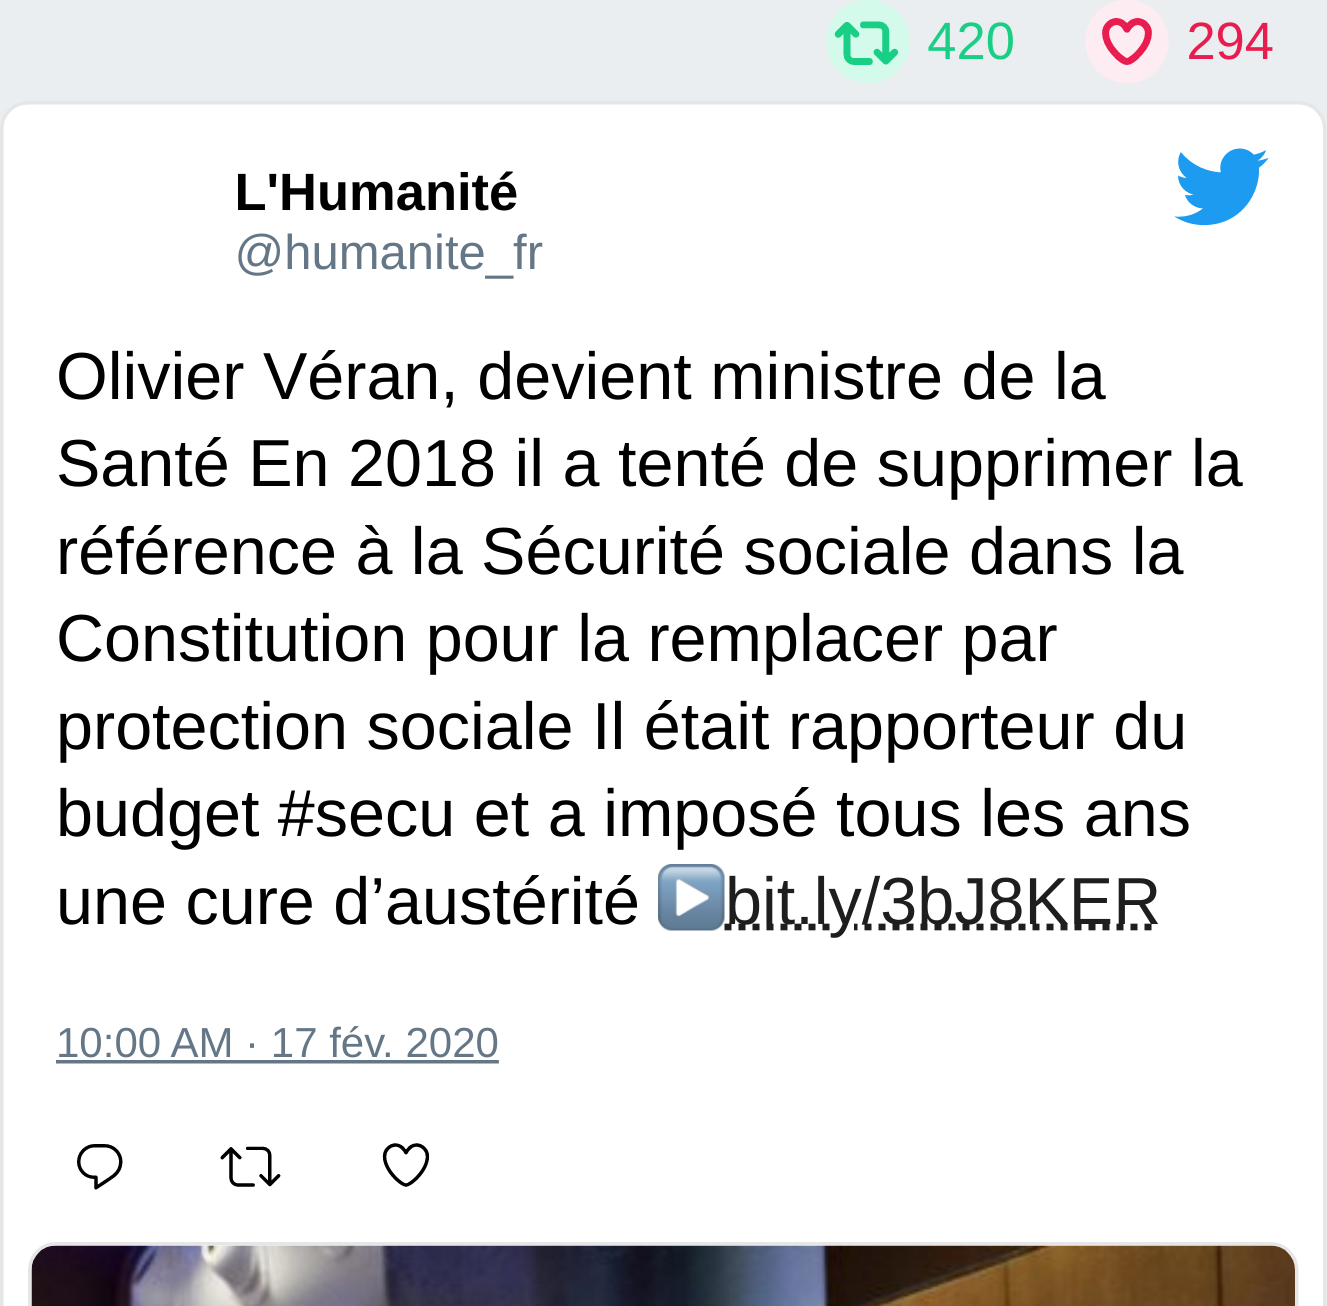 420 294
L'Humanité
@humanite_fr
Olivier Véran, devient ministre de la
Santé En 2018 il a tenté de supprimer la
référence à la Sécurité sociale dans la
Constitution pour la remplacer par
protection sociale Il était rapporteur du
budget #secu et a imposé tous les ans
une cure d’austérité ▶️bit.ly/3bJ8KER
10:00 AM · 17 fév. 2020